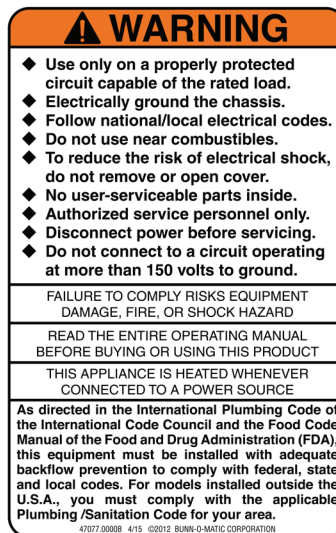 WARNING
◆ Use only on a properly protected
circuit capable of the rated load.
◆ Electrically ground the chassis.
◆ Follow national/local electrical codes.
◆ Do not use near combustibles.
◆ To reduce the risk of electrical shock,
do not remove or open cover.
◆ No user-serviceable parts inside.
◆ Authorized service personnel only.
◆ Disconnect power before servicing.
◆ Do not connect to a circuit operating
at more than 150 volts to ground.
FAILURE TO COMPLY RISKS EQUIPMENT
DAMAGE, FIRE, OR SHOCK HAZARD
READ THE ENTIRE OPERATING MANUAL
BEFORE BUYING OR USING THIS PRODUCT
THIS APPLIANCE IS HEATED WHENEVER
CONNECTED TO A POWER SOURCE
As directed in the International Plumbing Code of
the International Code Council and the Food Code
Manual of the Food and Drug Administration (FDA),
this equipment must be installed with adequate
backflow prevention to comply with federal, state
and local codes. For models installed outside the
U.S.A., you must comply with the applicable
Plumbing /Sanitation Code for your area.
47077.0000B 4/15 ©2012 BUNN-O-MATIC CORPORATION